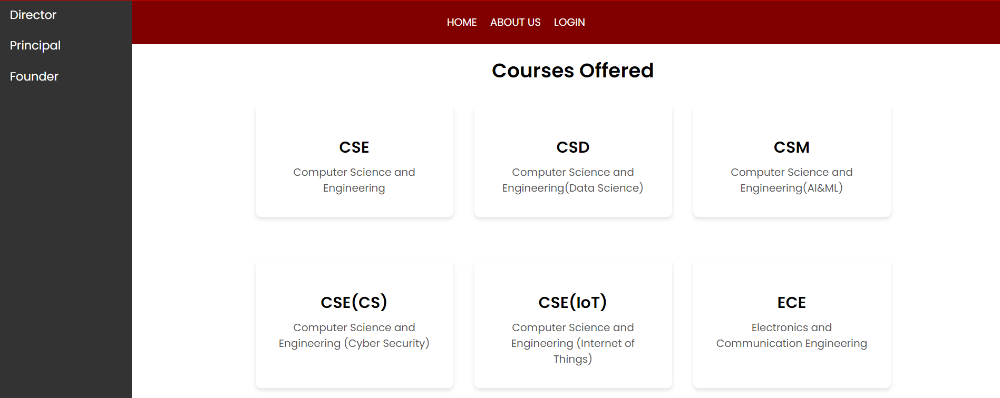 Director
Principal
Founder
HOME ABOUT US LOGIN
Courses Offered
CSE
Computer Science and
Engineering
CSD
Computer Science and
Engineering(Data Science)
CSM
Computer Science and
Engineering(AI&ML)
CSE(CS)
Computer Science and
Engineering (Cyber Security)
CSE(IoT)
Computer Science and
Engineering (Internet of
Things)
ECE
Electronics and
Communication Engineering